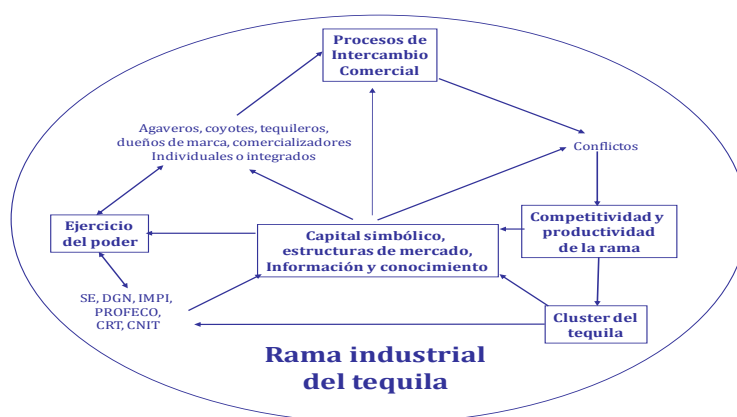 Procesos de
Intercambio
Comercial
Agaveros, coyotes, tequileros,
dueños de marca, comercializadores
Individuales o integrados
Conflictos
Ejercicio
del poder
Capital simbólico,
estructuras de mercado,
Información y conocimiento
Competitividad y
productividad
de la rama
SE, DGN, IMPI,
PROFECO,
CRT, CNIT
Cluster del
tequila
Rama industrial
del tequila